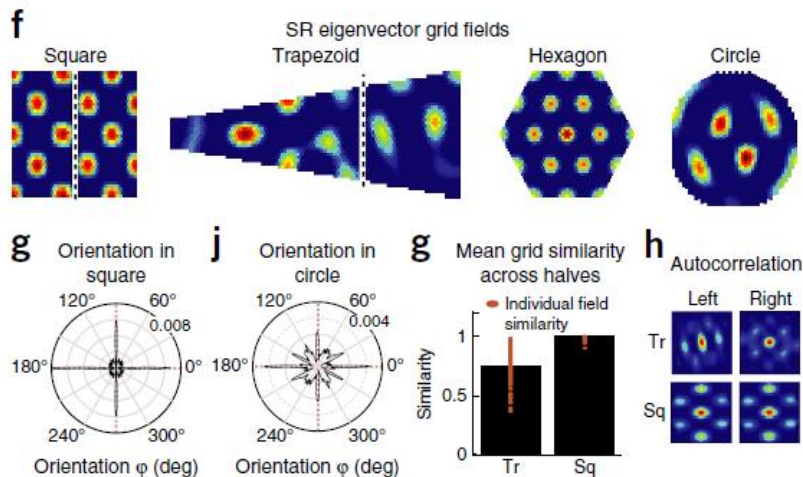 f
SR eigenvector grid fields
Square
Trapezoid
Hexagon
Circle
g
Orientation in
square
120°
60°
0.008
180°
0°
240°
300°
Orientation φ (deg)
j
Orientation in
circle
120°
60°
0.004
180°
0°
240°
300°
Orientation φ (deg)
g
Mean grid similarity
across halves
Individual field
similarity
Similarity
1
0.5
0
Tr
Sq
h
Autocorrelation
Left
Right
Tr
Sq